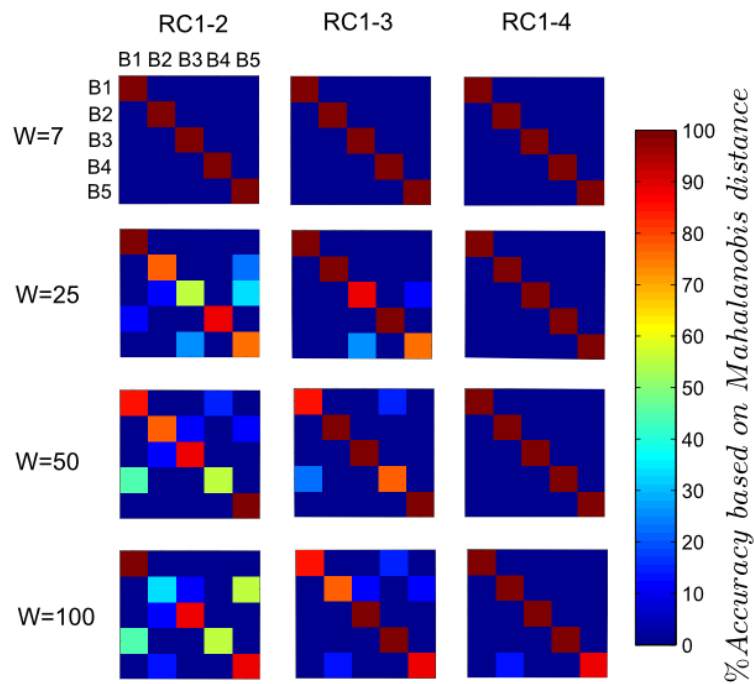 RC1-2 RC1-3 RC1-4
B1 B2 B3 B4 B5
B1
B2
W=7
B3
B4
B5
W=25
W=50
W=100
100
90
80
70
60
50
40
30
20
10
0
%Accuracy based on Mahalanobis distance